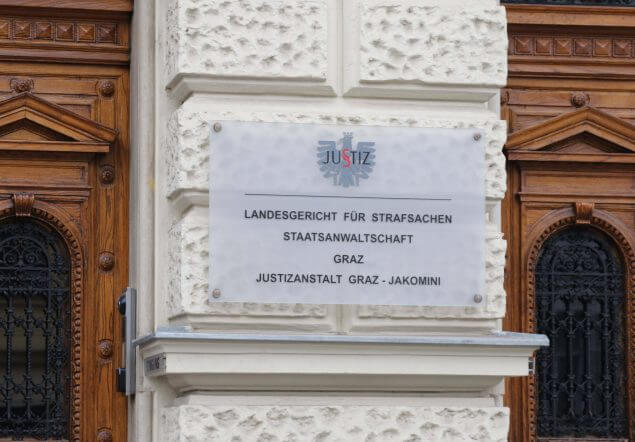 JUSTIZ
LANDESGERICHT FÜR STRAFSACHEN
STAATSANWALTSCHAFT
GRAZ
JUSTIZANSTALT GRAZ - JAKOMINI